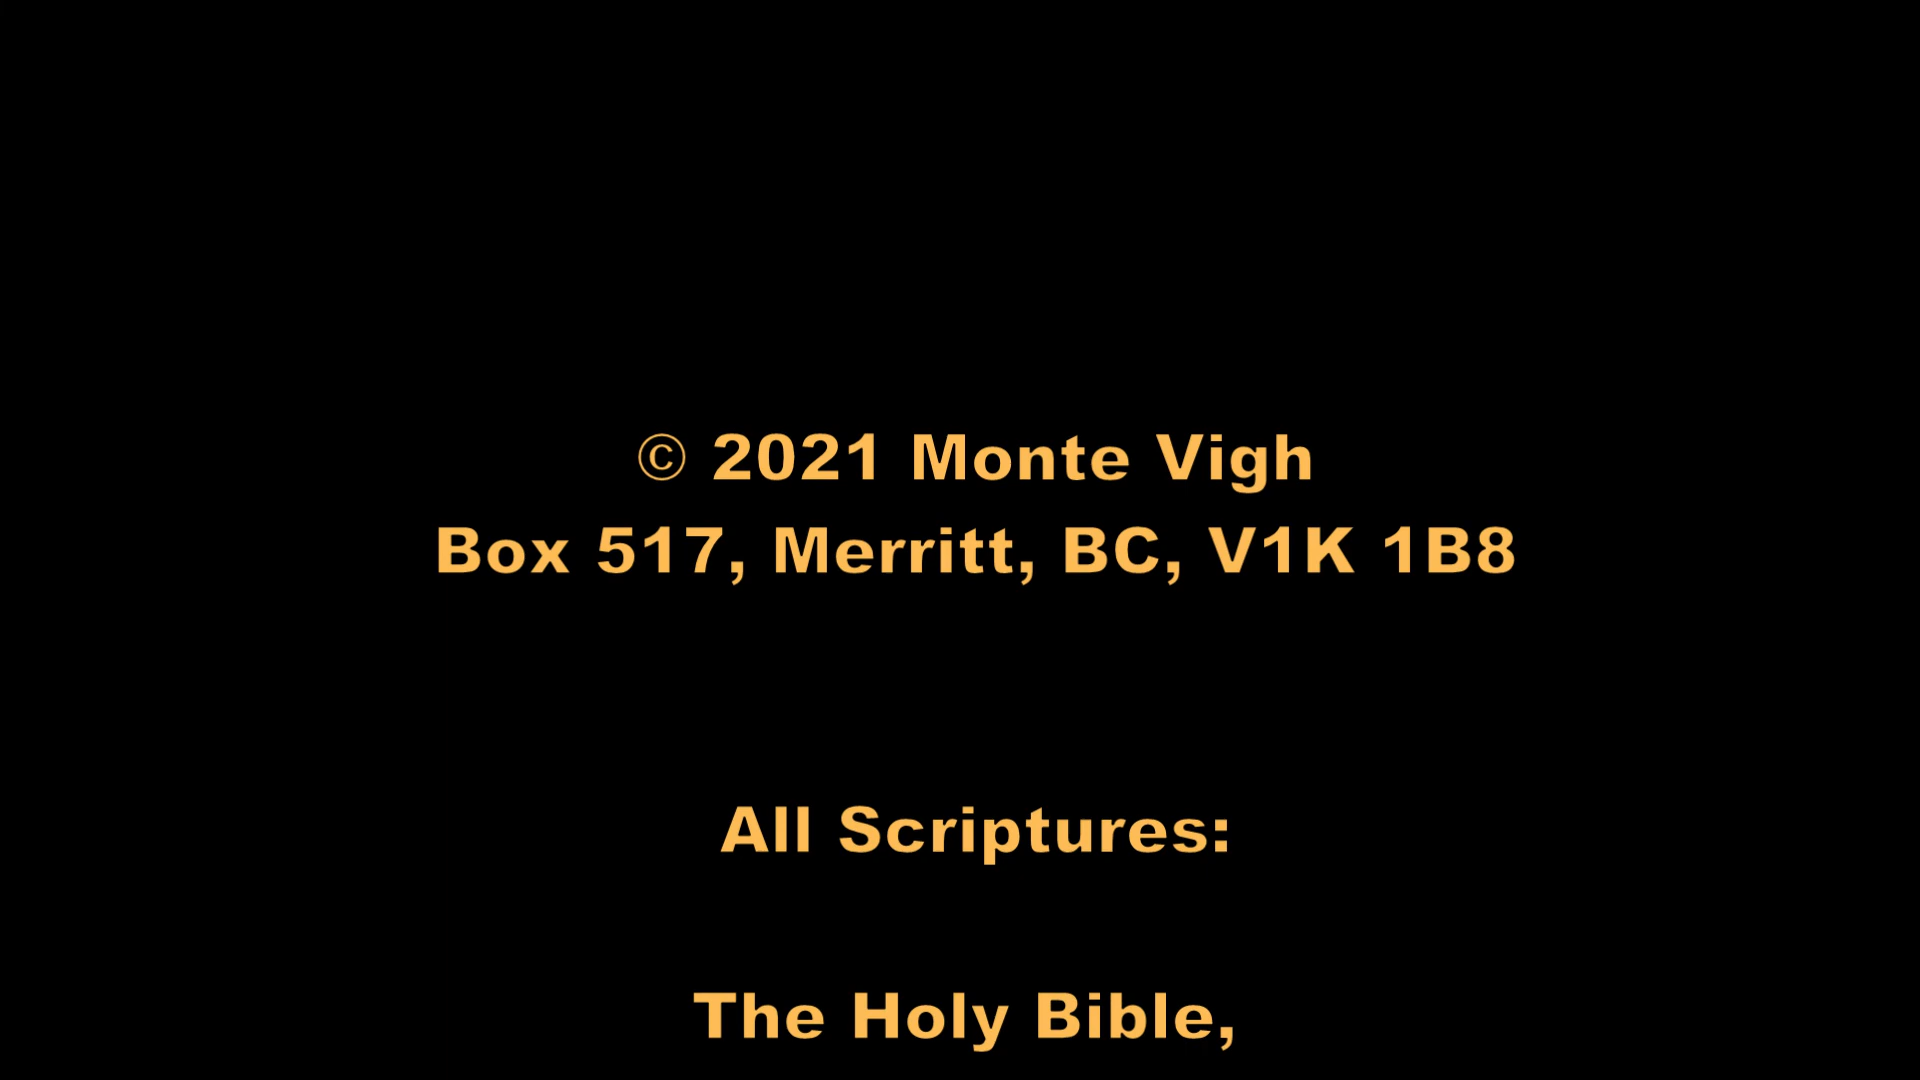 © 2021 Monte Vigh
Box 517, Merritt, BC, V1K 1B8
All Scriptures:
The Holy Bible,